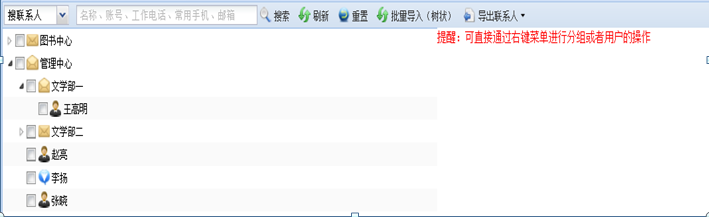 搜联系人 名称、账号、工作电话、常用手机、邮箱 搜索 刷新 重置 批量导入（树状） 导出联系人
提醒：可直接通过右键菜单进行分组或者用户的操作
图书中心
管理中心
文学部一
王高明
文学部二
赵亮
李扬
张晓